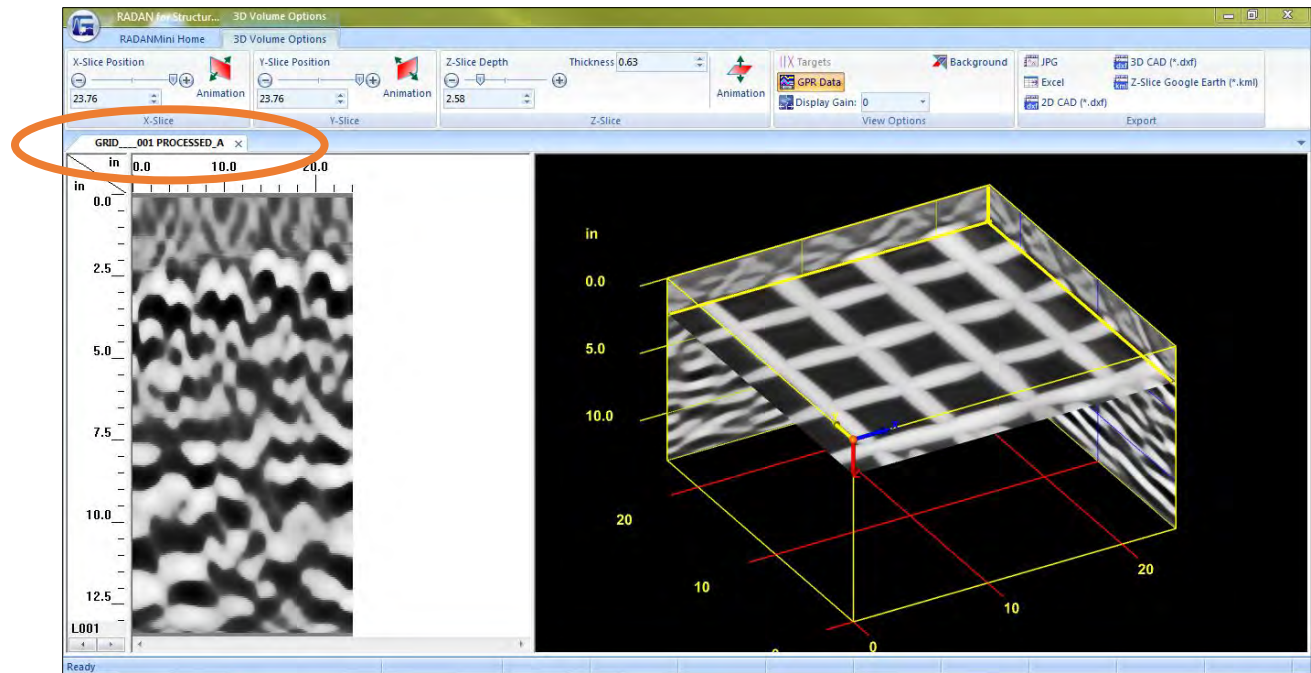 RADAN for Structur... 3D Volume Options
RADANMini Home 3D Volume Options
X-Slice Position
23.76
Animation
X-Slice
Y-Slice Position
23.76
Animation
Y-Slice
Z-Slice Depth Thickness 0.63
2.58
Animation
Z-Slice
Targets Background
GPR Data
Display Gain: 0
View Options
JPG 3D CAD (*.dxf)
Excel Z-Slice Google Earth (*.kml)
2D CAD (*.dxf)
Export
GRID___001 PROCESSED_A
in 0.0 10.0 20.0
in
0.0
2.5
5.0
7.5
10.0
12.5
L001
in
0.0
5.0
10.0
20
10
0
10
20
Ready